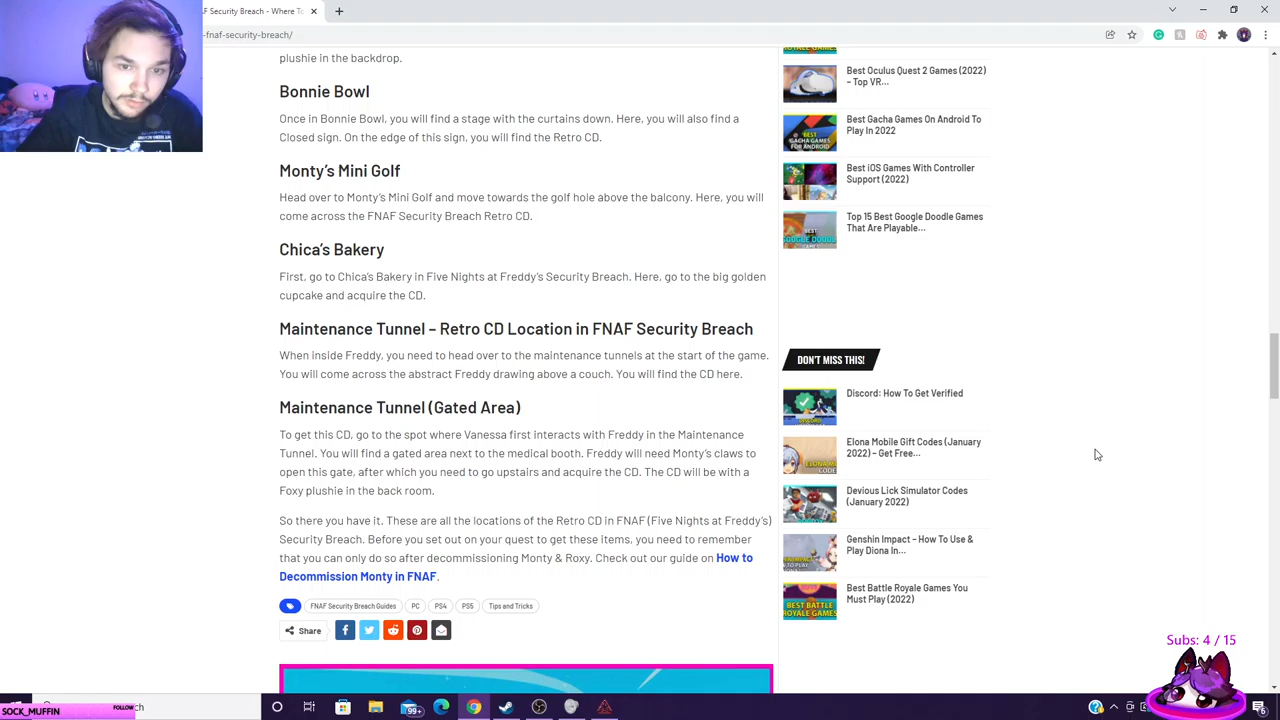 AF Security Breach - Where To
-fnaf-security-breach/
plushie in the backdrop.
Bonnie Bowl
Once in Bonnie Bowl, you will find a stage with the curtains down. Here, you will also find a
Closed sign. On the edge of this sign, you will find the Retro CD.
Monty's Mini Golf
Head over to Monty's Mini Golf and move towards the golf hole above the balcony. Here, you will
come across the FNAF Security Breach Retro CD.
Chica's Bakery
First, go to Chica's Bakery in Five Nights at Freddy's Security Breach. Here, go to the big golden
cupcake and acquire the CD.
Maintenance Tunnel – Retro CD Location in FNAF Security Breach
When inside Freddy, you need to head over to the maintenance tunnels at the start of the game.
You will come across the abstract Freddy drawing above a couch. You will find the CD here.
Maintenance Tunnel (Gated Area)
To get this CD, go to the spot where Vanessa first interacts with Freddy in the Maintenance
Tunnel. You will find a gated area next to the medical booth. Freddy will need Monty's claws to
open this gate, after which you need to go upstairs and acquire the CD. The CD will be with a
Foxy plushie in the back room.
So there you have it. These are all the locations of the Retro CD in FNAF (Five Nights at Freddy's)
Security Breach. Before you set out on your quest to get these items, you need to remember
that you can only do so after decommissioning Monty & Roxy. Check out our guide on How to
Decommission Monty in FNAF.
FNAF Security Breach Guides
PC
PS4
PS5
Tips and Tricks
Share
ROYALE GAMES
Best Oculus Quest 2 Games (2022)
– Top VR...
BEST
GACHA GAMES
FOR ANDROID
Best Gacha Games On Android To
Play In 2022
Best iOS Games With Controller
Support (2022)
BEST
GOOGLE DOODLE
Top 15 Best Google Doodle Games
That Are Playable...
DON'T MISS THIS!
Discord: How To Get Verified
Elona Mobile Gift Codes (January
2022) – Get Free...
Devious Lick Simulator Codes
(January 2022)
Genshin Impact – How To Use &
Play Diona In...
BEST BATTLE
ROYALE GAMES
Best Battle Royale Games You
Must Play (2022)
Subs: 4 / 15
SOCK_MUFFIN
FOLLOW
rch
99+
6